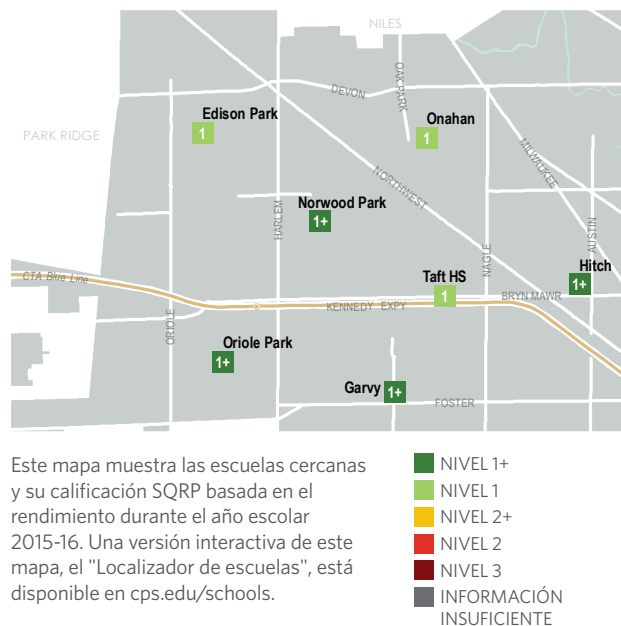 NILES
OAK PARK
DEVON
Edison Park
1
Onahan
1
PARK RIDGE
MILWAUKEE
NORTHWEST
Norwood Park
1+
HARLEM
NAGLE
AUSTIN
Hitch
1+
Taft HS
1
CTA Blue Line
BRYN MAWR
KENNEDY EXPY
ORIOLE
Oriole Park
1+
Garvy
1+
FOSTER
Este mapa muestra las escuelas cercanas
y su calificación SQRP basada en el
rendimiento durante el año escolar
2015-16. Una versión interactiva de este
mapa, el "Localizador de escuelas", está
disponible en cps.edu/schools.
NIVEL 1+
NIVEL 1
NIVEL 2+
NIVEL 2
NIVEL 3
INFORMACIÓN
INSUFICIENTE